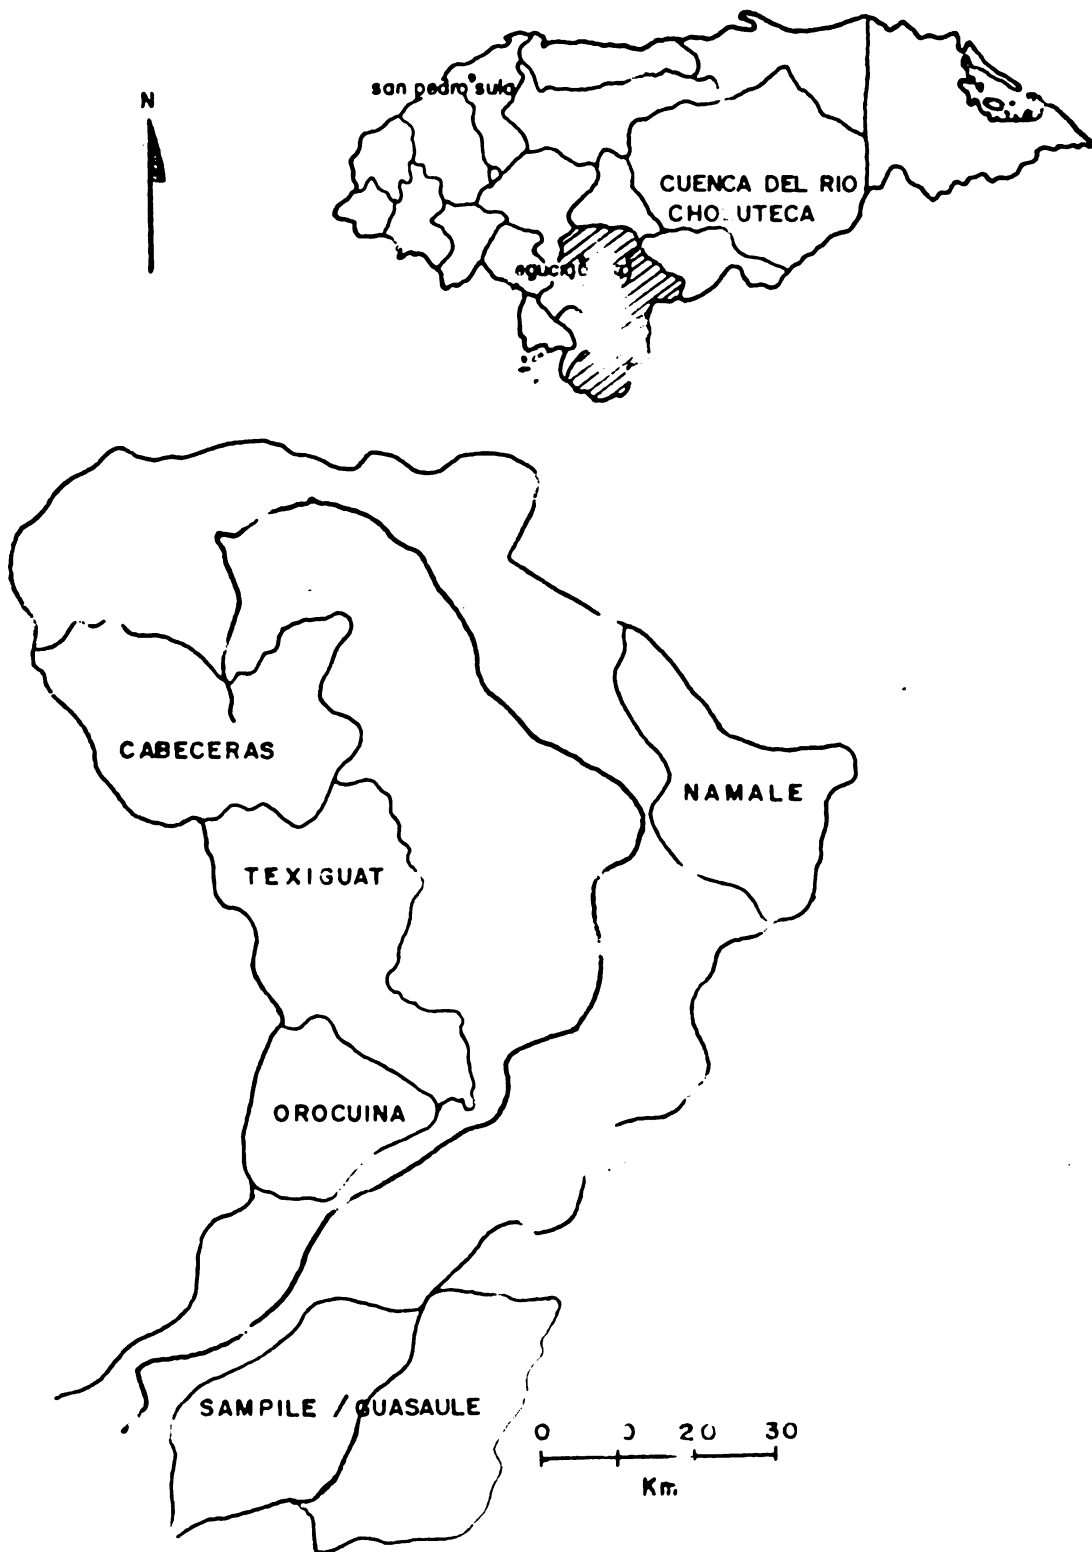 N
san pedro sula
CUENCA DEL RIO
CHO UTECA
CABECERAS
NAMALE
TEXIGUAT
OROCUINA
SAMPILE / GUASAULE
0 20 30
Km.